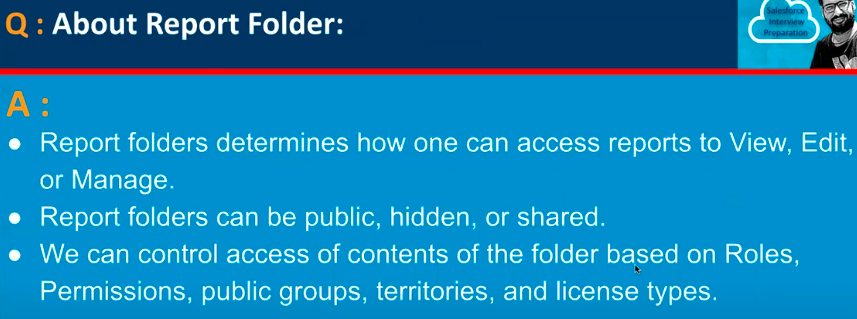 Q : About Report Folder:
Salesforce
Interview
Preparation
A :
● Report folders determines how one can access reports to View, Edit,
or Manage.
● Report folders can be public, hidden, or shared.
● We can control access of contents of the folder based on Roles,
Permissions, public groups, territories, and license types.